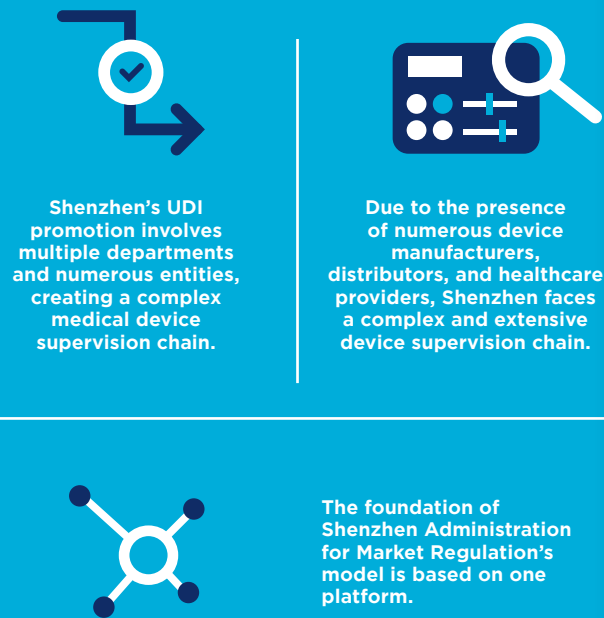 Shenzhen’s UDI
promotion involves
multiple departments
and numerous entities,
creating a complex
medical device
supervision chain.
Due to the presence
of numerous device
manufacturers,
distributors, and healthcare
providers, Shenzhen faces
a complex and extensive
device supervision chain.
The foundation of
Shenzhen Administration
for Market Regulation’s
model is based on one
platform.